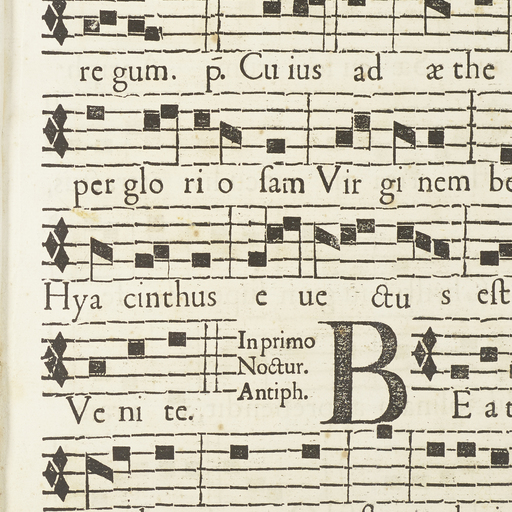 re gum. p̄. Cu ius ad æ the
per glo ri o ſam Vir gi nem be
Hya cinthus e ue ctu s eſt
In primo
Noctur.
Antiph.
Ve ni te.
B E a t